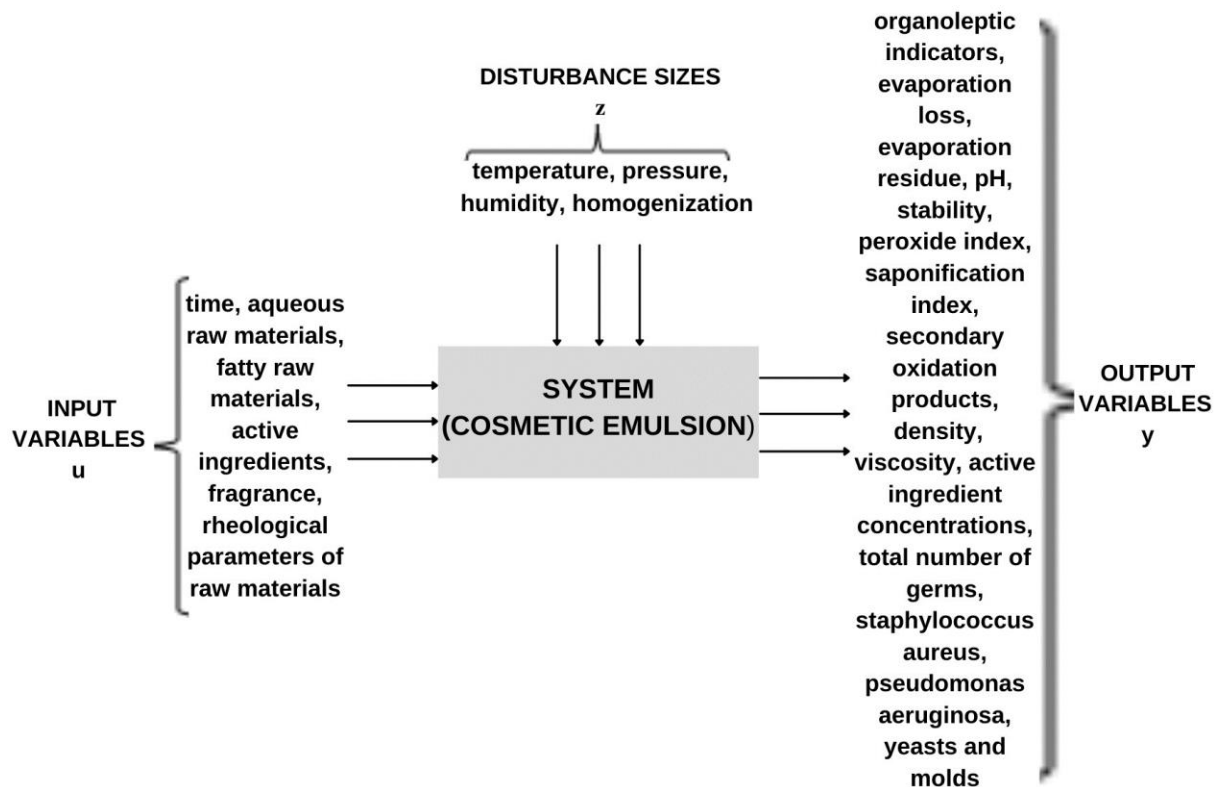 DISTURBANCE SIZES
z
temperature, pressure,
humidity, homogenization
INPUT
VARIABLES
u
time, aqueous
raw materials,
fatty raw
materials,
active
ingredients,
fragrance,
rheological
parameters of
raw materials
SYSTEM
(COSMETIC EMULSION)
organoleptic
indicators,
evaporation
loss,
evaporation
residue, pH,
stability,
peroxide index,
saponification
index,
secondary
oxidation
products,
density,
viscosity, active
ingredient
concentrations,
total number of
germs,
staphylococcus
aureus,
pseudomonas
aeruginosa,
yeasts and
molds
OUTPUT
VARIABLES
y